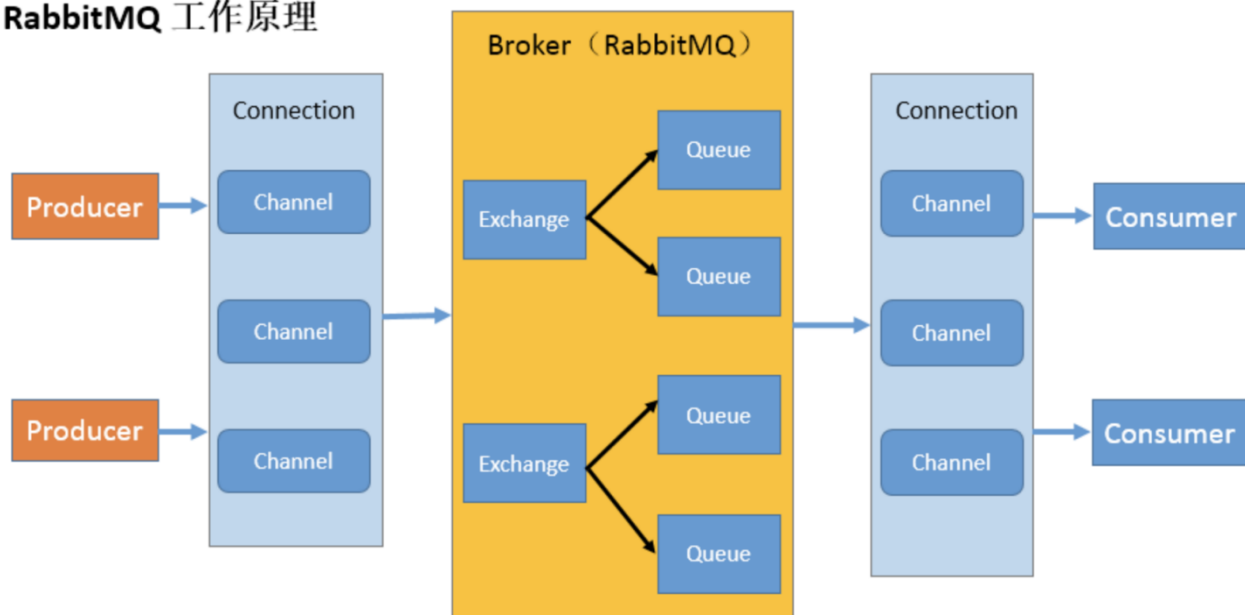 RabbitMQ 工作原理
Broker（RabbitMQ）
Connection
Connection
Queue
Producer
Channel
Exchange
Channel
Consumer
Queue
Channel
Channel
Producer
Queue
Consumer
Channel
Exchange
Channel
Queue